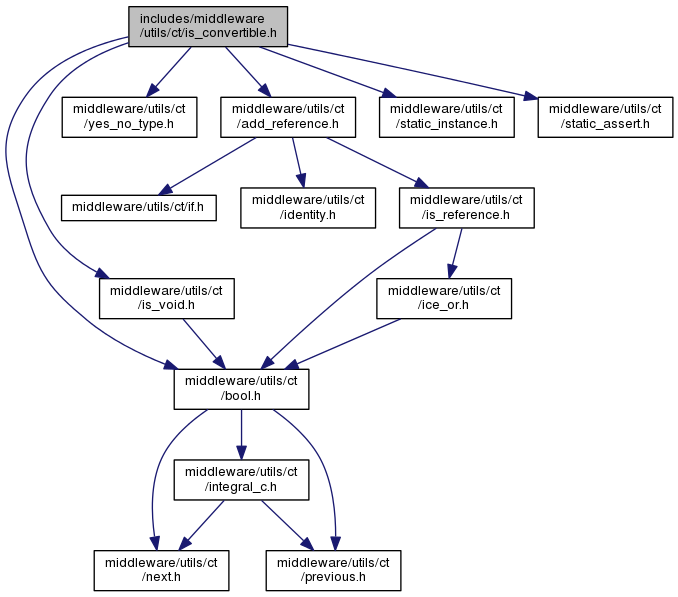 includes/middleware
/utils/ct/is_convertible.h
middleware/utils/ct
/yes_no_type.h
middleware/utils/ct
/add_reference.h
middleware/utils/ct
/static_instance.h
middleware/utils/ct
/static_assert.h
middleware/utils/ct/if.h
middleware/utils/ct
/identity.h
middleware/utils/ct
/is_reference.h
middleware/utils/ct
/is_void.h
middleware/utils/ct
/ice_or.h
middleware/utils/ct
/bool.h
middleware/utils/ct
/integral_c.h
middleware/utils/ct
/next.h
middleware/utils/ct
/previous.h